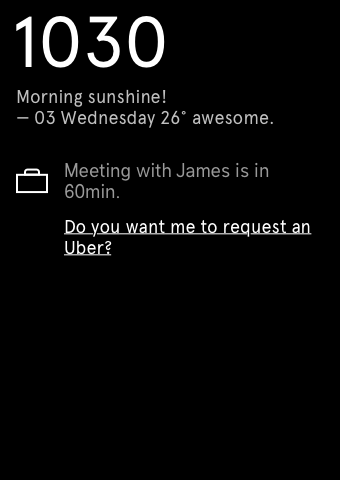 1030
Morning sunshine!
— 03 Wednesday 26° awesome.
Meeting with James is in
60min.
Do you want me to request an
Uber?